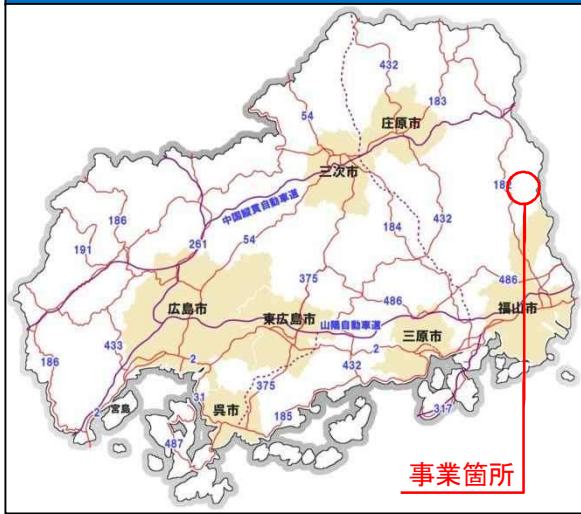 432
54
183
庄原市
三次市
182
中国縦貫自動車道
184
432
186
191
261
54
375
486
486
広島市
東広島市
山陽自動車道
福山市
三原市
433
2
2
432
186
2
宮島
31
375
185
呉市
317
487
事業箇所